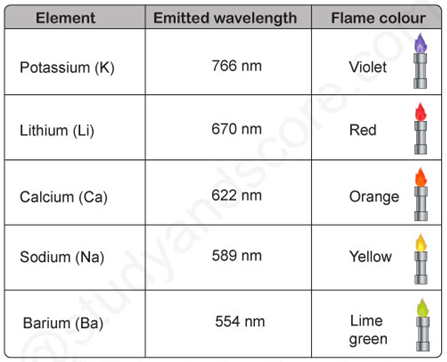 Element Emitted wavelength Flame colour
Potassium (K) 766 nm Violet
Lithium (Li) 670 nm Red
Calcium (Ca) 622 nm Orange
Sodium (Na) 589 nm Yellow
Barium (Ba) 554 nm Lime
green
@studyandscore.com